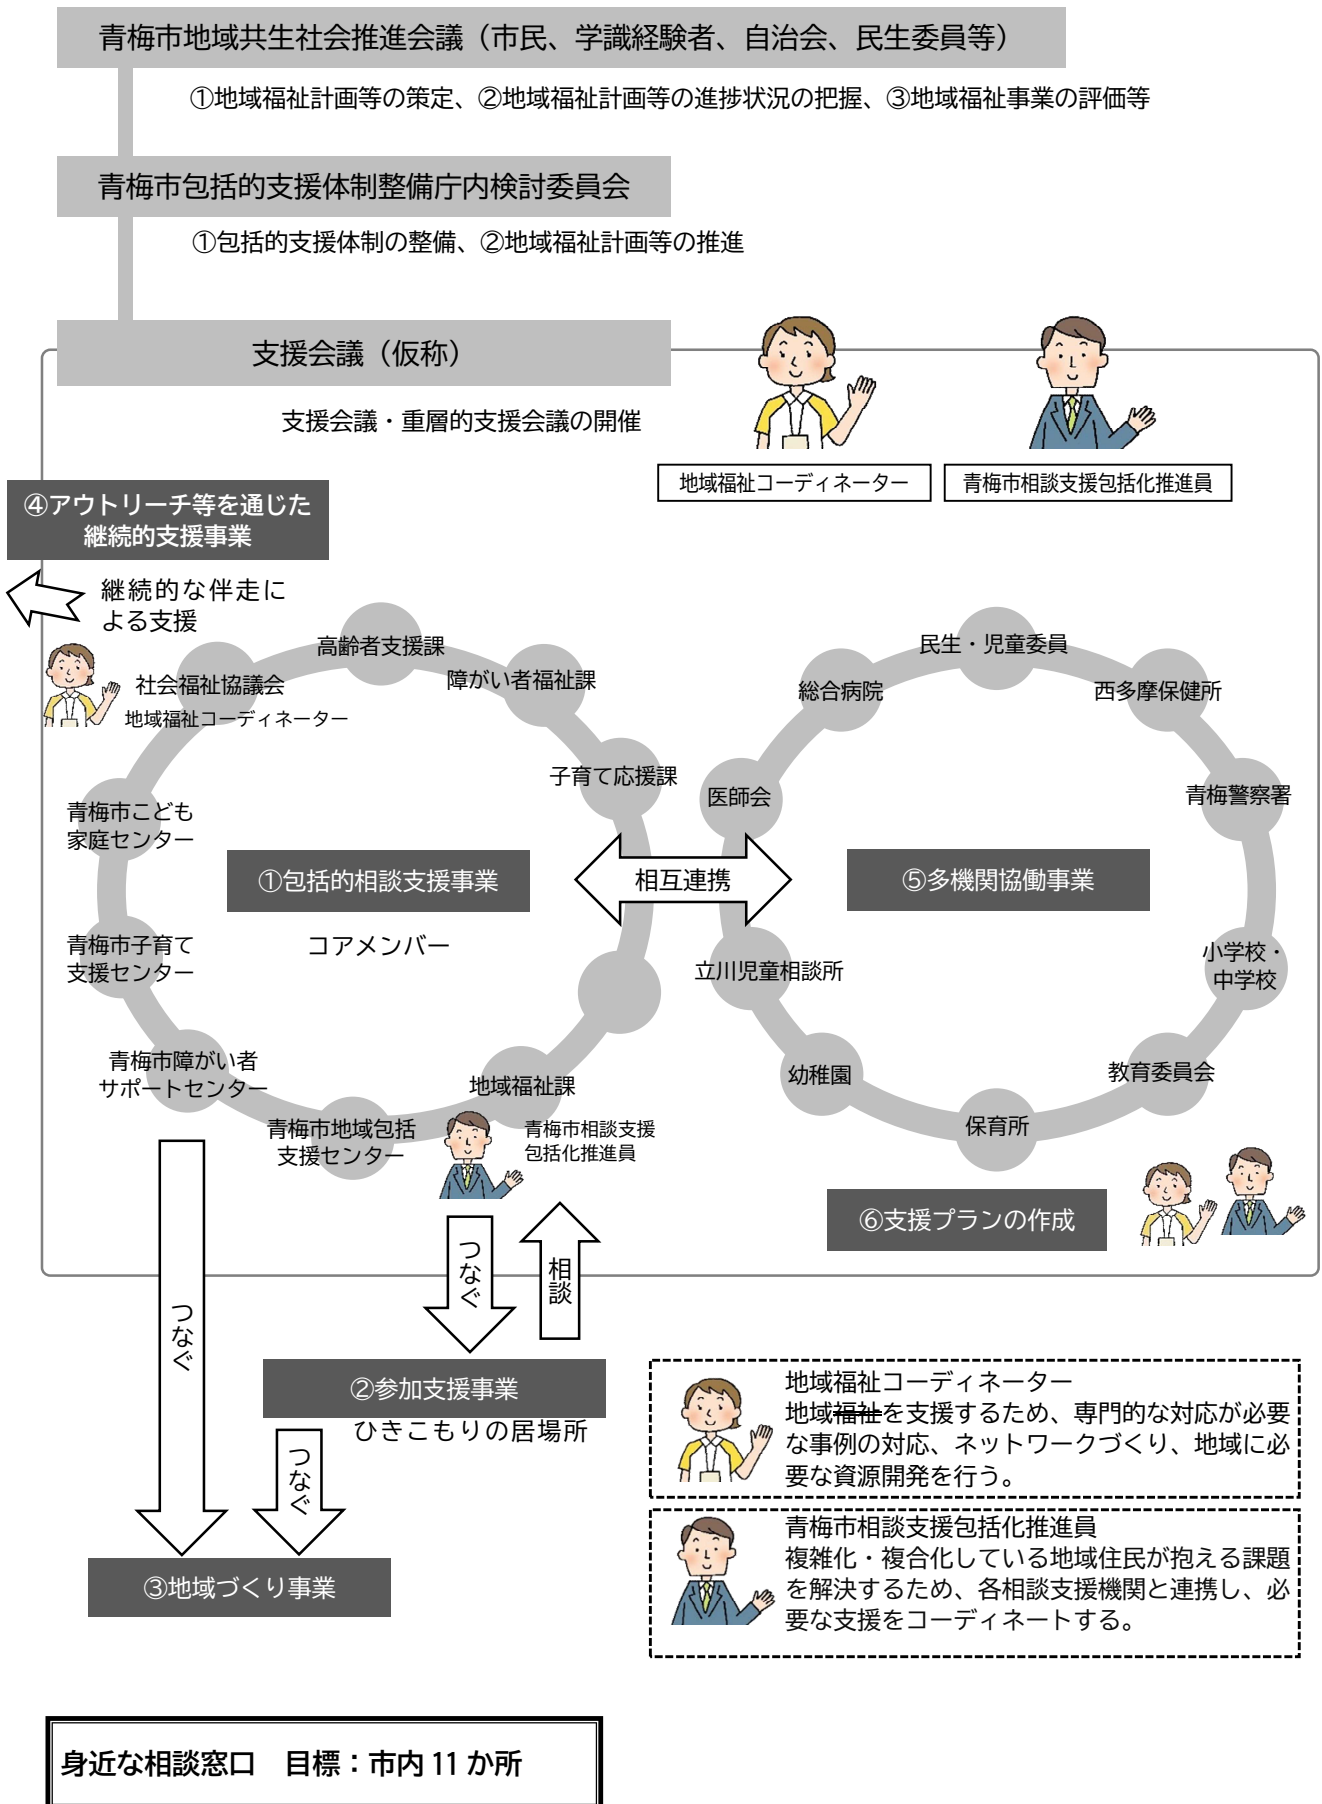 青梅市地域共生社会推進会議（市民、学識経験者、自治会、民生委員等）
①地域福祉計画等の策定、②地域福祉計画等の進捗状況の把握、③地域福祉事業の評価等
青梅市包括的支援体制整備庁内検討委員会
①包括的支援体制の整備、②地域福祉計画等の推進
支援会議（仮称）
支援会議・重層的支援会議の開催
地域福祉コーディネーター
青梅市相談支援包括化推進員
④アウトリーチ等を通じた
継続的支援事業
継続的な伴走に
よる支援
高齢者支援課
障がい者福祉課
社会福祉協議会
地域福祉コーディネーター
子育て応援課
青梅市こども
家庭センター
①包括的相談支援事業
コアメンバー
青梅市子育て
支援センター
青梅市障がい者
サポートセンター
地域福祉課
青梅市地域包括
支援センター
青梅市相談支援
包括化推進員
相互連携
民生・児童委員
総合病院
西多摩保健所
医師会
青梅警察署
⑤多機関協働事業
立川児童相談所
小学校・
中学校
幼稚園
教育委員会
保育所
⑥支援プランの作成
つなぐ
相談
つなぐ
②参加支援事業
ひきこもりの居場所
つなぐ
③地域づくり事業
地域福祉コーディネーター
地域福祉を支援するため、専門的な対応が必要
な事例の対応、ネットワークづくり、地域に必
要な資源開発を行う。
青梅市相談支援包括化推進員
複雑化・複合化している地域住民が抱える課題
を解決するため、各相談支援機関と連携し、必
要な支援をコーディネートする。
身近な相談窓口　目標：市内 11 か所